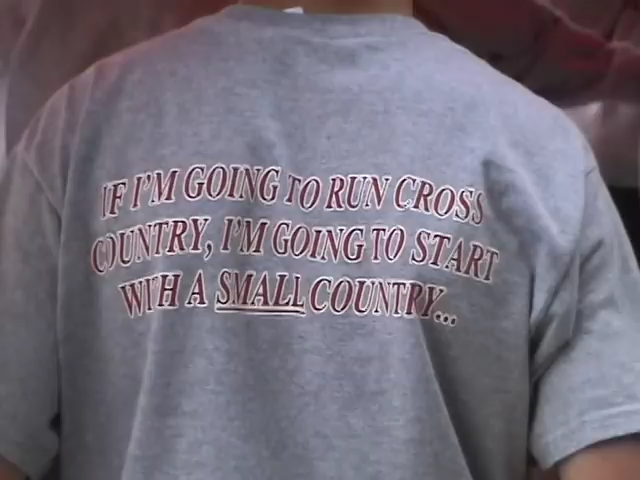 IF I'M GOING TO RUN CROSS
COUNTRY, I'M GOING TO START
WITH A SMALL COUNTRY...